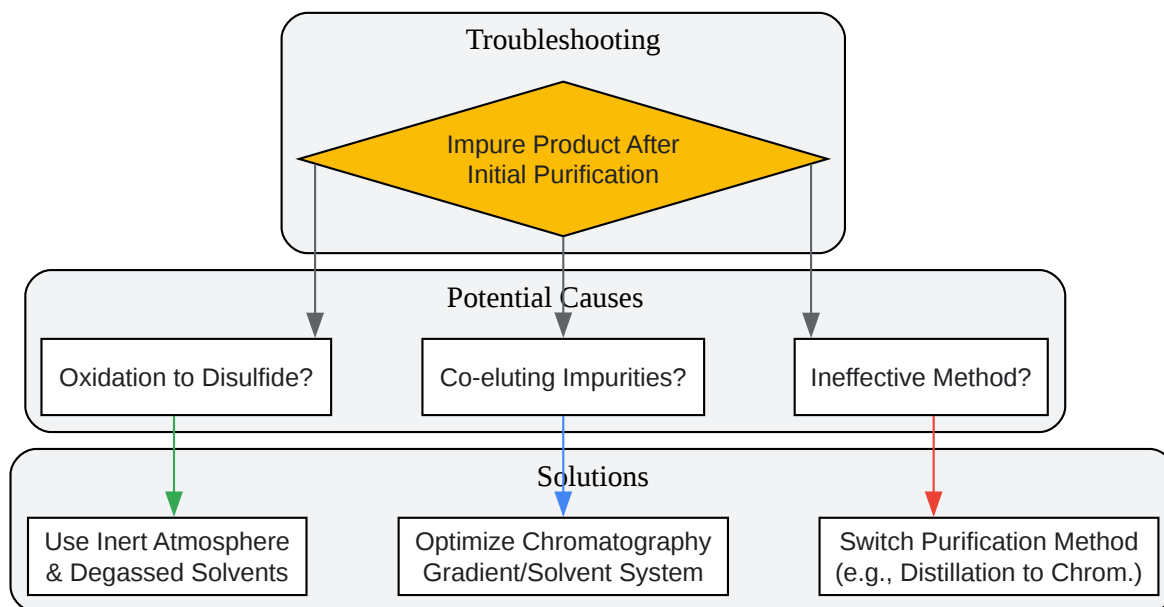 Troubleshooting
Impure Product After
Initial Purification
Potential Causes
Oxidation to Disulfide?
Co-eluting Impurities?
Ineffective Method?
Solutions
Use Inert Atmosphere
& Degassed Solvents
Optimize Chromatography
Gradient/Solvent System
Switch Purification Method
(e.g., Distillation to Chrom.)